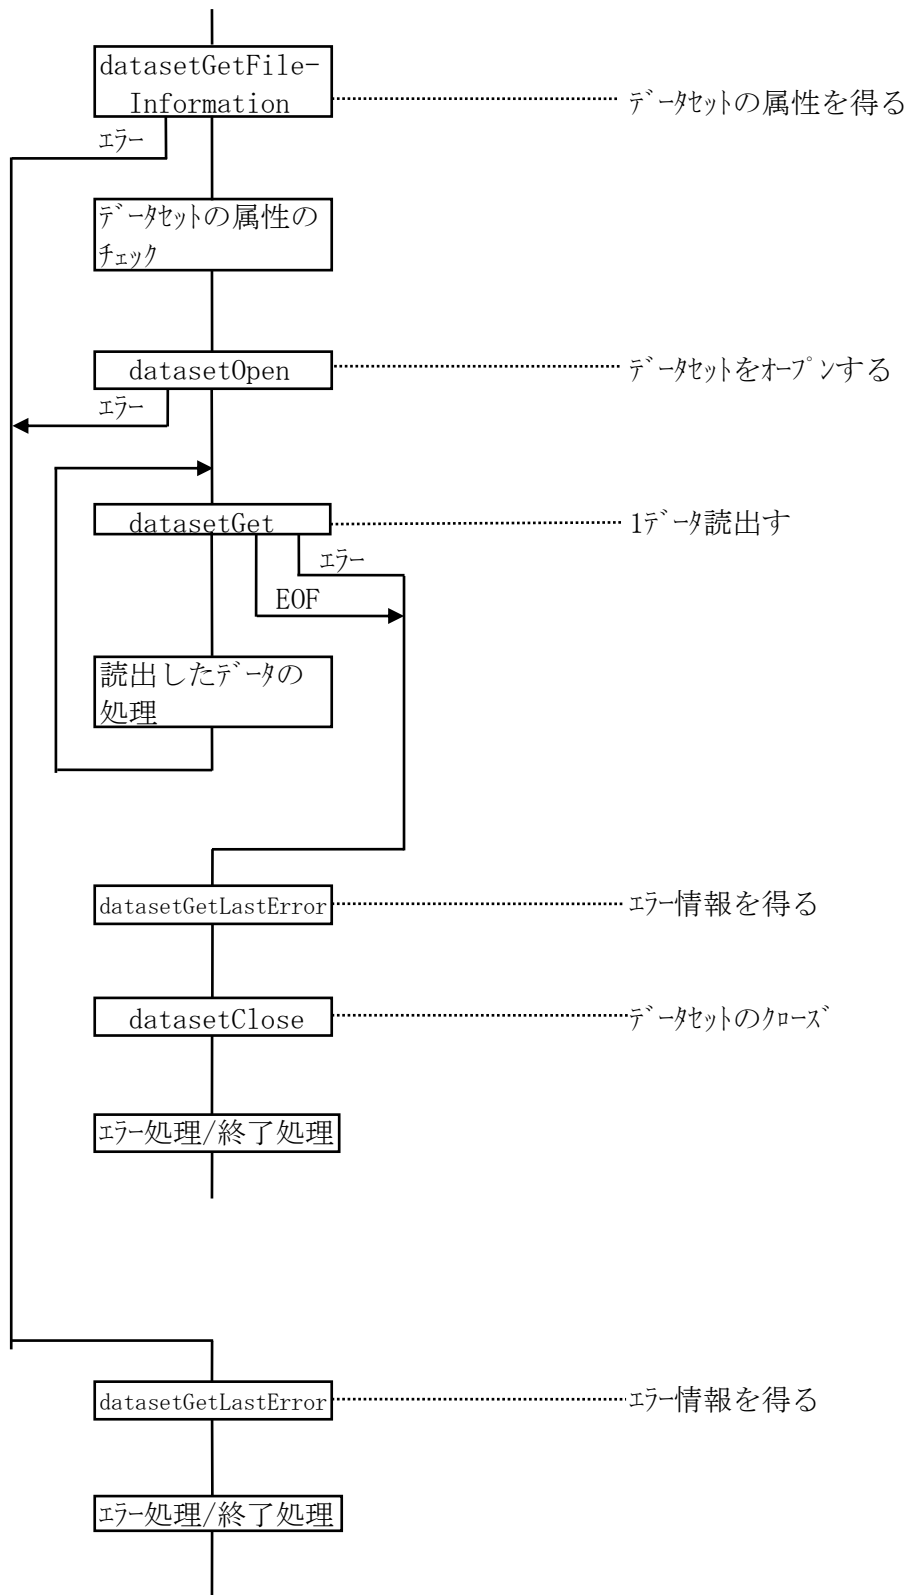 datasetGetFile-
Information
ﾃﾞｰﾀｾｯﾄの属性を得る
ｴﾗｰ
ﾃﾞｰﾀｾｯﾄの属性の
ﾁｪｯｸ
datasetOpen
ﾃﾞｰﾀｾｯﾄをｵｰﾌﾟﾝする
ｴﾗｰ
datasetGet
1ﾃﾞｰﾀ読出す
ｴﾗｰ
EOF
読出したﾃﾞｰﾀの
処理
datasetGetLastError
ｴﾗｰ情報を得る
datasetClose
ﾃﾞｰﾀｾｯﾄのｸﾛｰｽﾞ
ｴﾗｰ処理/終了処理
datasetGetLastError
ｴﾗｰ情報を得る
ｴﾗｰ処理/終了処理